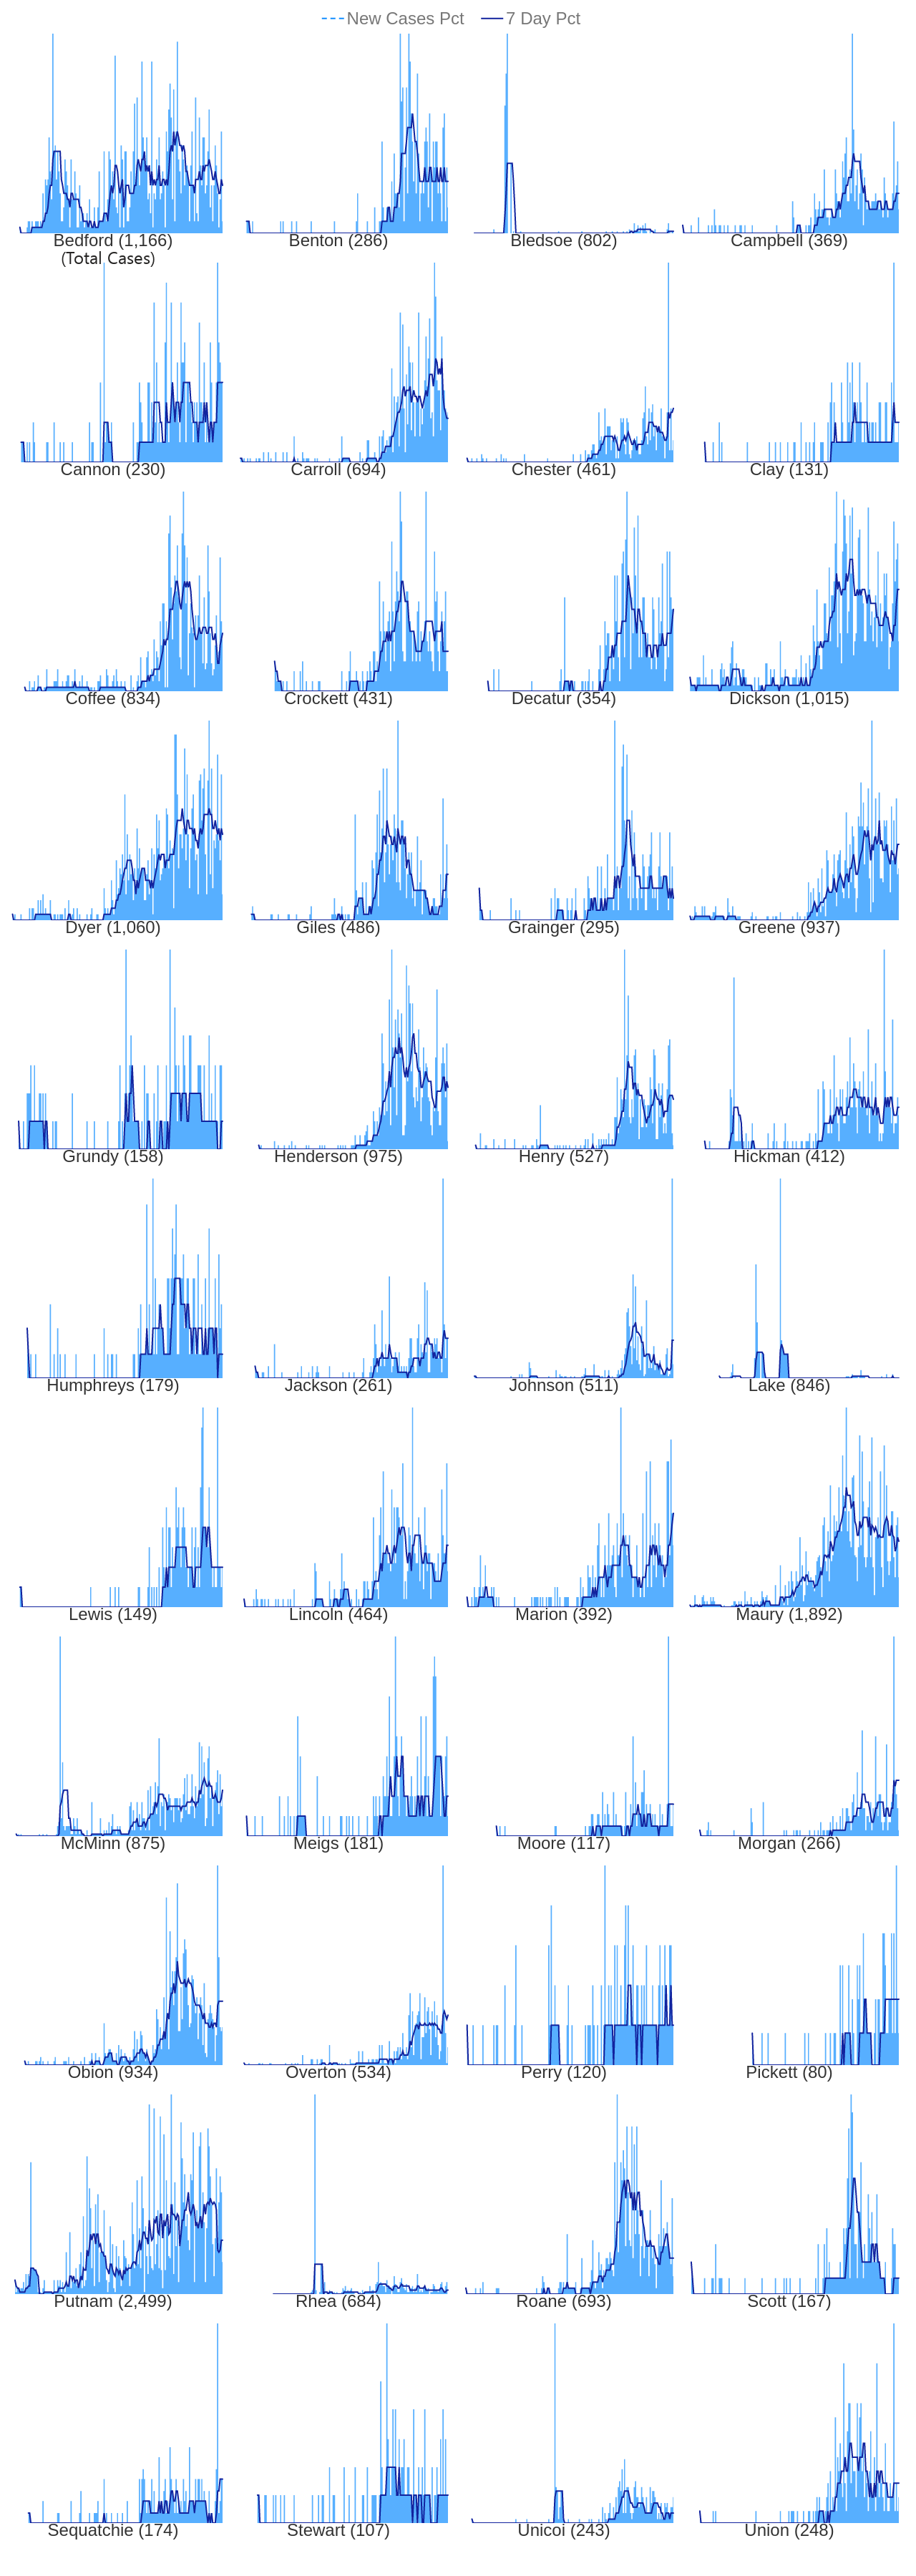 New Cases Pct 7 Day Pct
Bedford (1,166) Benton (286) Bledsoe (802) Campbell (369)
(Total Cases)
Cannon (230) Carroll (694) Chester (461) Clay (131)
Coffee (834) Crockett (431) Decatur (354) Dickson (1,015)
Dyer (1,060) Giles (486) Grainger (295) Greene (937)
Grundy (158) Henderson (975) Henry (527) Hickman (412)
Humphreys (179) Jackson (261) Johnson (511) Lake (846)
Lewis (149) Lincoln (464) Marion (392) Maury (1,892)
McMinn (875) Meigs (181) Moore (117) Morgan (266)
Obion (934) Overton (534) Perry (120) Pickett (80)
Putnam (2,499) Rhea (684) Roane (693) Scott (167)
Sequatchie (174) Stewart (107) Unicoi (243) Union (248)